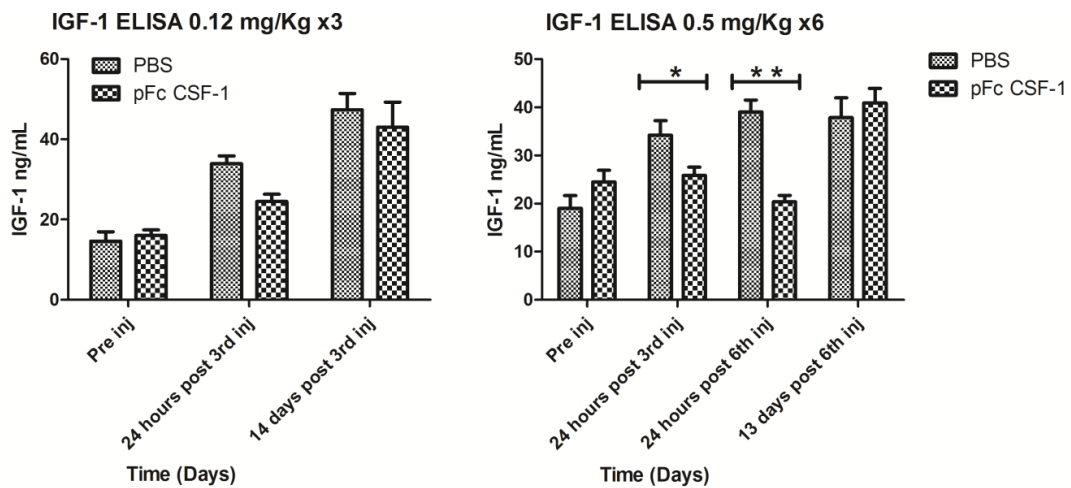 IGF-1 ELISA 0.12 mg/Kg x3
PBS
pFc CSF-1
IGF-1 ng/mL
60
40
20
0
Pre inj
24 hours post 3rd inj
14 days post 3rd inj
Time (Days)
IGF-1 ELISA 0.5 mg/Kg x6
PBS
pFc CSF-1
IGF-1 ng/mL
50
40
30
20
10
0
*
* *
Pre inj
24 hours post 3rd inj
24 hours post 6th inj
13 days post 6th inj
Time (Days)